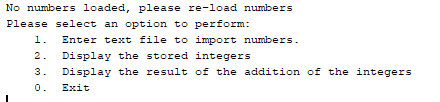 No numbers loaded, please re-load numbers
Please select an option to perform:
1. Enter text file to import numbers.
2. Display the stored integers
3. Display the result of the addition of the integers
0. Exit